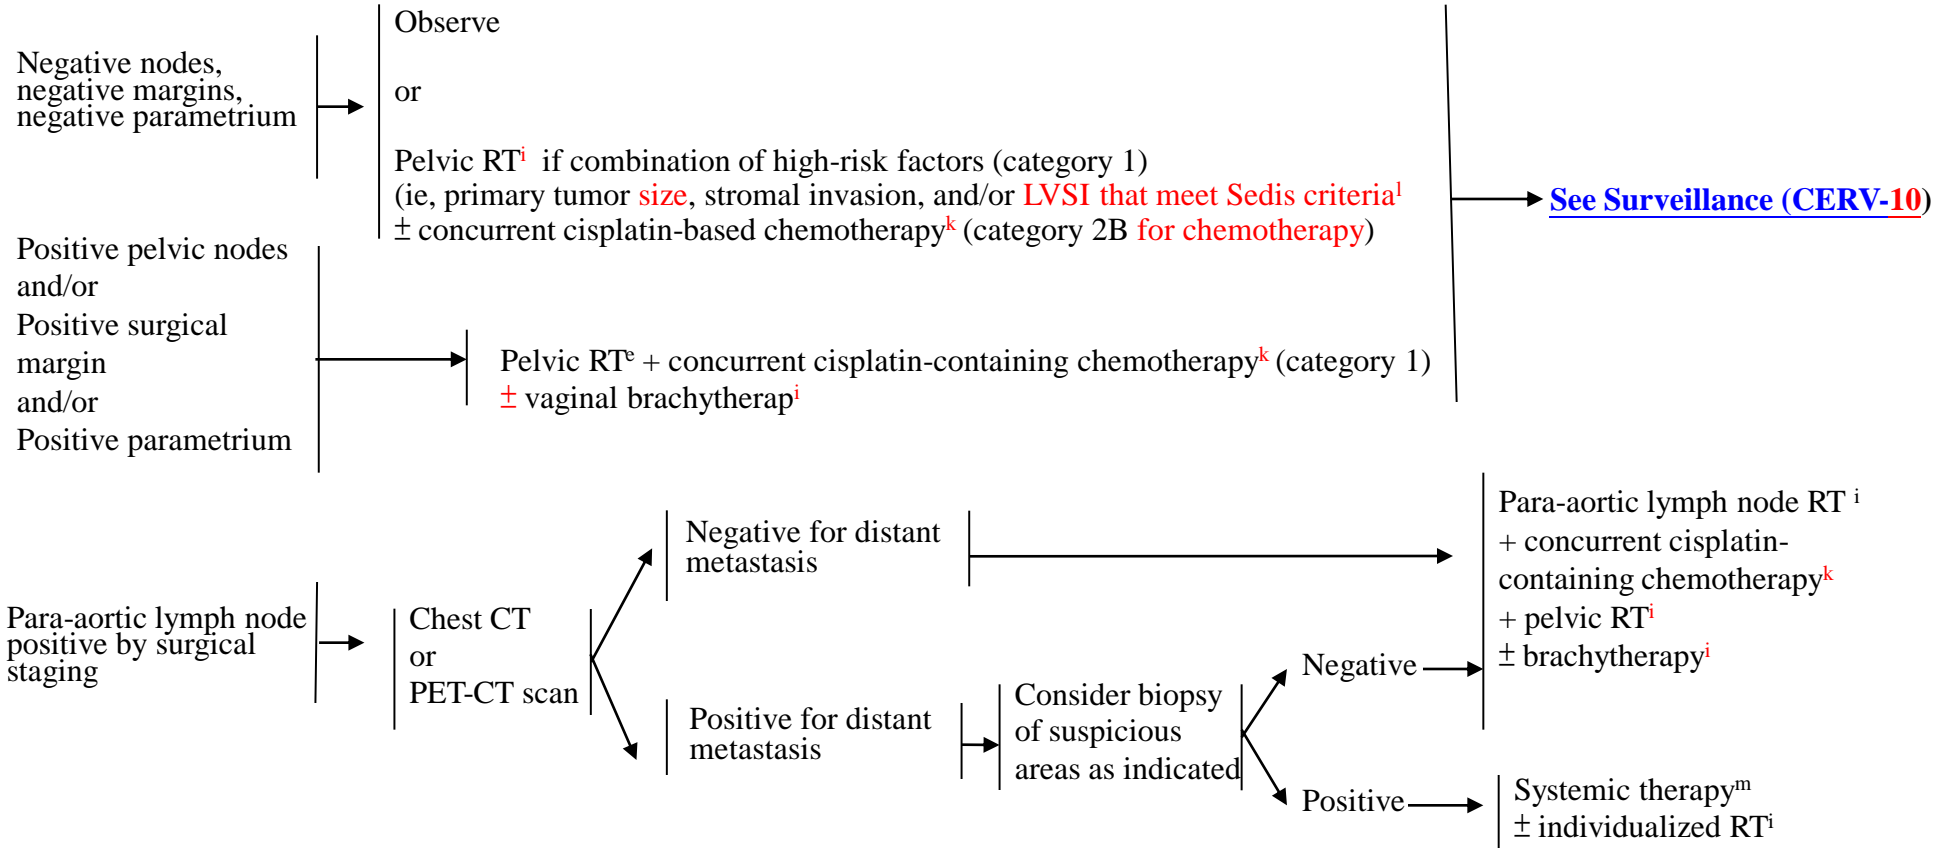 Observe
Negative nodes,
negative margins,
negative parametrium
or
Pelvic RTⁱ if combination of high-risk factors (category 1)
(ie, primary tumor size, stromal invasion, and/or LVSI that meet Sedis criteriaˡ
± concurrent cisplatin-based chemotherapyᵏ (category 2B for chemotherapy)
See Surveillance (CERV-10)
Positive pelvic nodes
and/or
Positive surgical
margin
and/or
Positive parametrium
Pelvic RTᵉ + concurrent cisplatin-containing chemotherapyᵏ (category 1)
± vaginal brachytherapⁱ
Para-aortic lymph node
positive by surgical
staging
Chest CT
or
PET-CT scan
Negative for distant
metastasis
Positive for distant
metastasis
Consider biopsy
of suspicious
areas as indicated
Negative
Positive
Para-aortic lymph node RT ⁱ
+ concurrent cisplatin-
containing chemotherapyᵏ
+ pelvic RTⁱ
± brachytherapyⁱ
Systemic therapyᵐ
± individualized RTⁱ